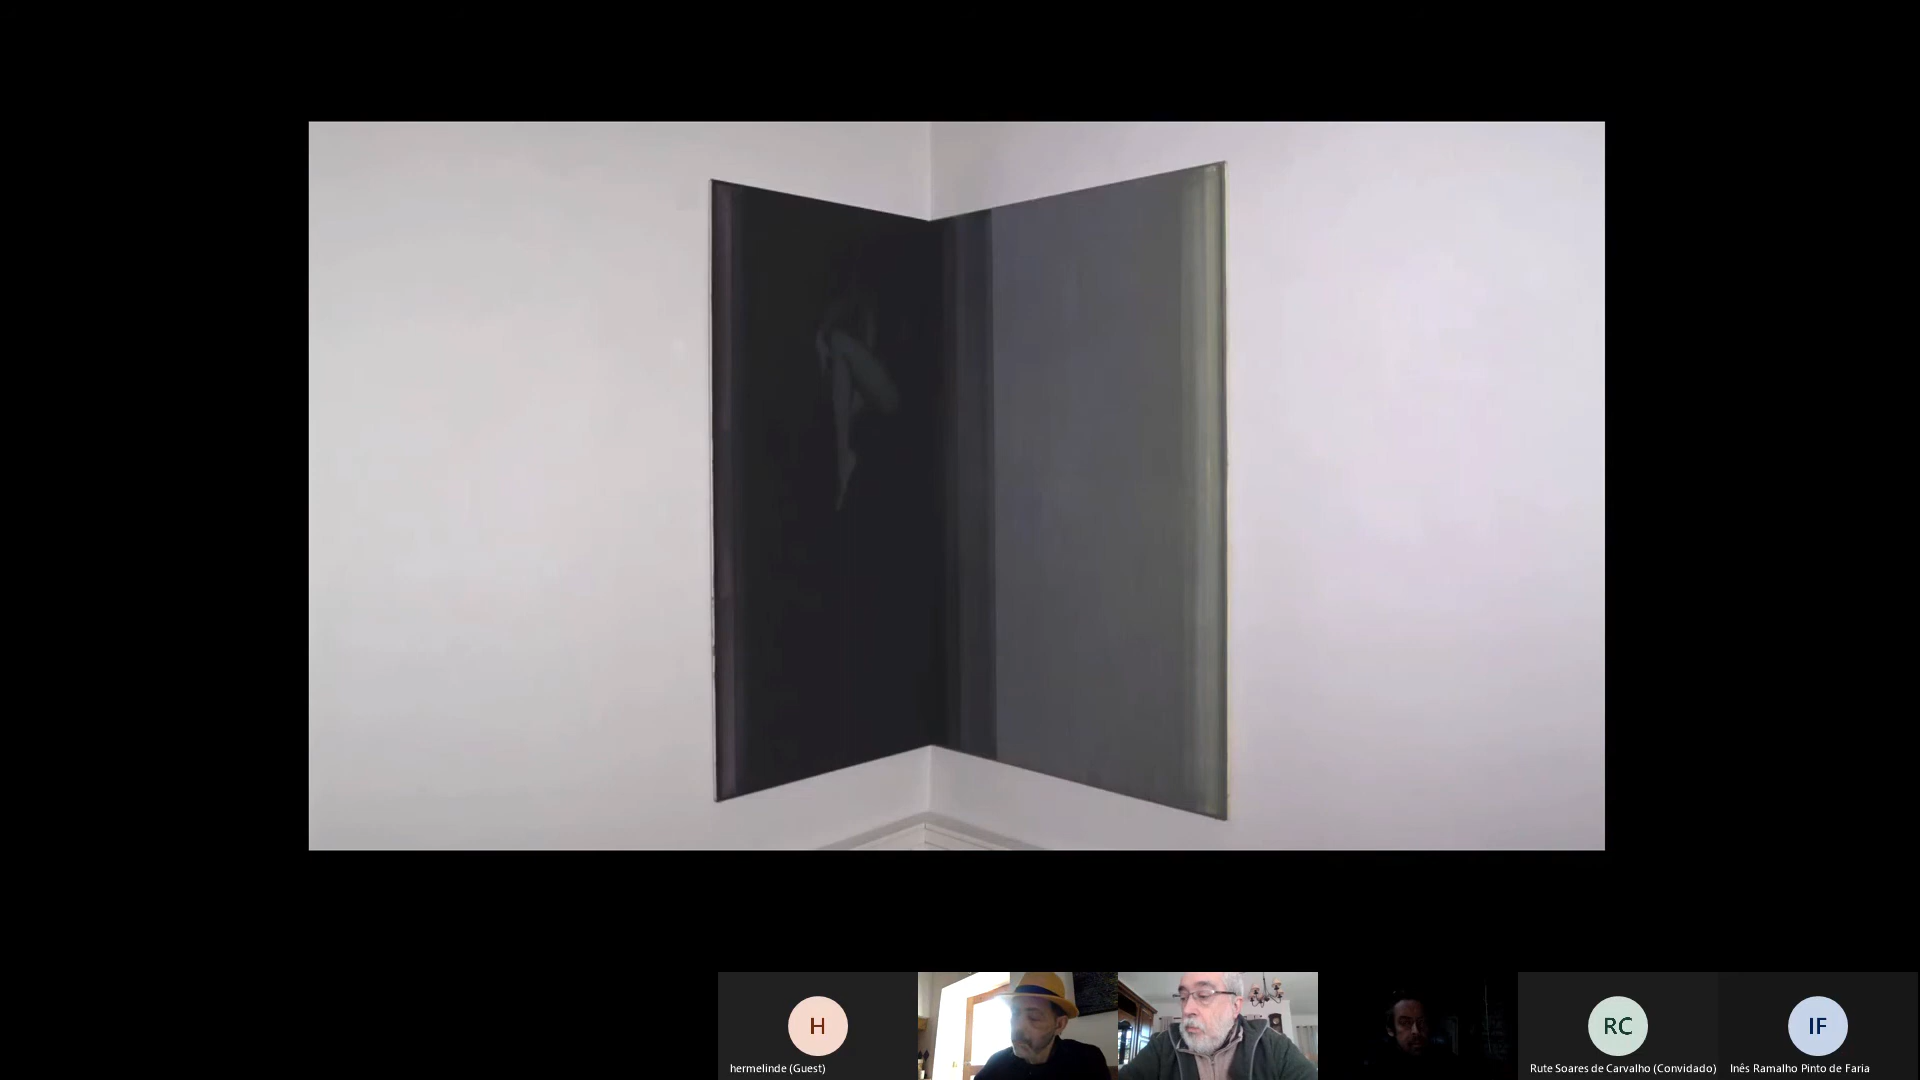 H
RC
IF
hermelinde (Guest)
Rute Soares de Carvalho (Convidado)
Inês Ramalho Pinto de Faria